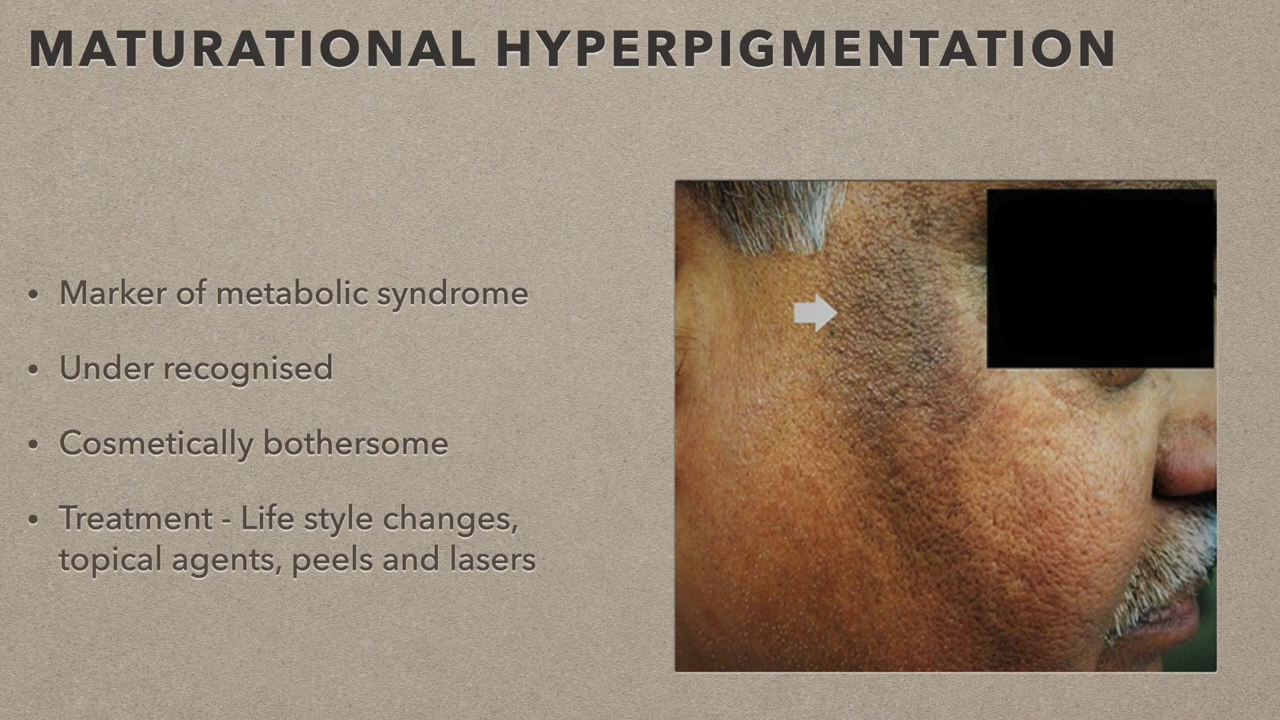 MATURATIONAL HYPERPIGMENTATION
• Marker of metabolic syndrome
• Under recognised
• Cosmetically bothersome
• Treatment - Life style changes,
topical agents, peels and lasers